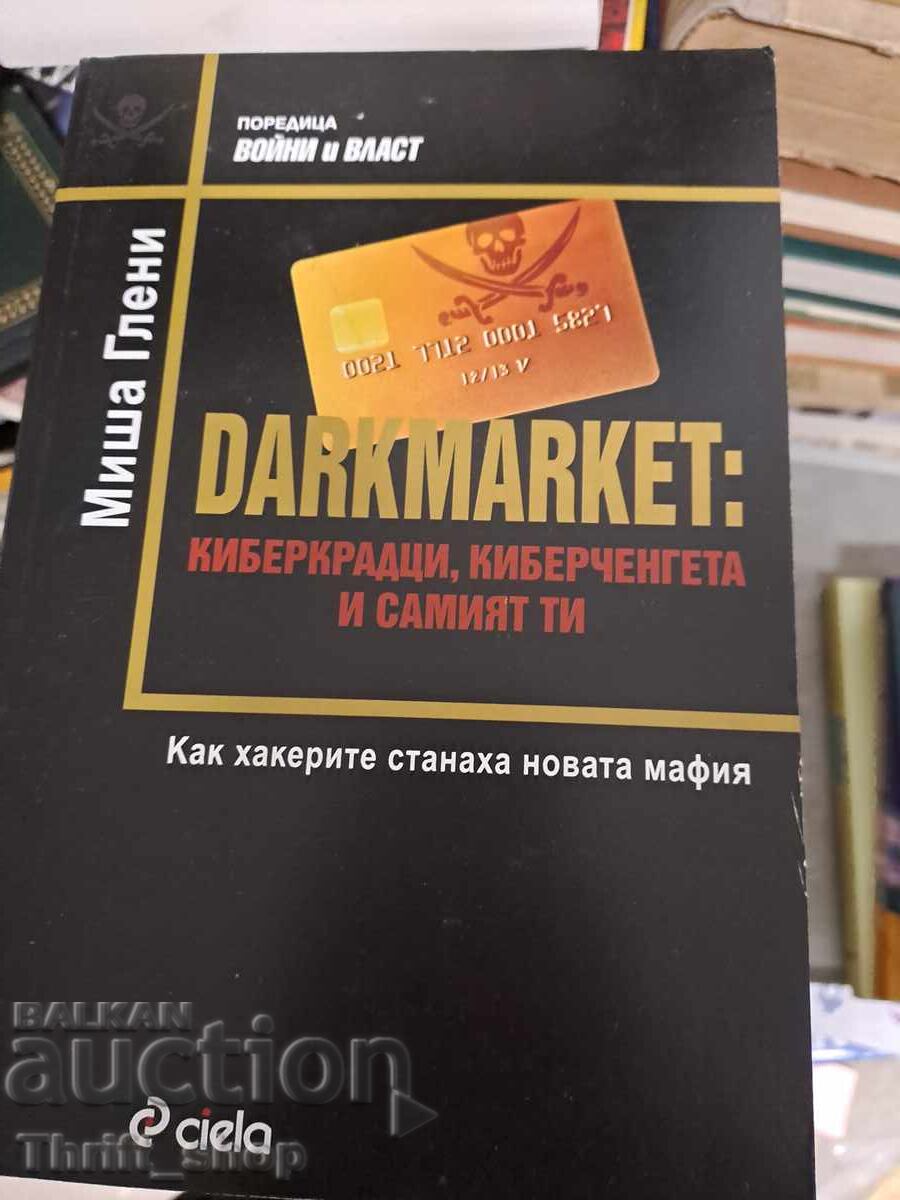 ПОРЕДИЦА
ВОЙНИ и ВЛАСТ
Миша Глени
0021 7712 0001 5827
12/13 V
DARKMARKET:
КИБЕРКРАДЦИ, КИБЕРЧЕНГЕТА
И САМИЯТ ТИ
Как хакерите станаха новата мафия
BALKAN
auction
ciela
Thrift_shop